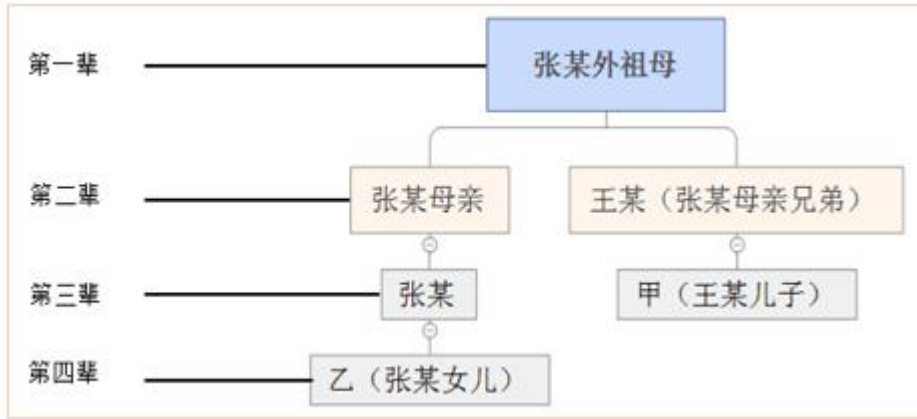 第一辈
张某外祖母
第二辈
张某母亲
王某（张某母亲兄弟）
第三辈
张某
甲（王某儿子）
第四辈
乙（张某女儿）